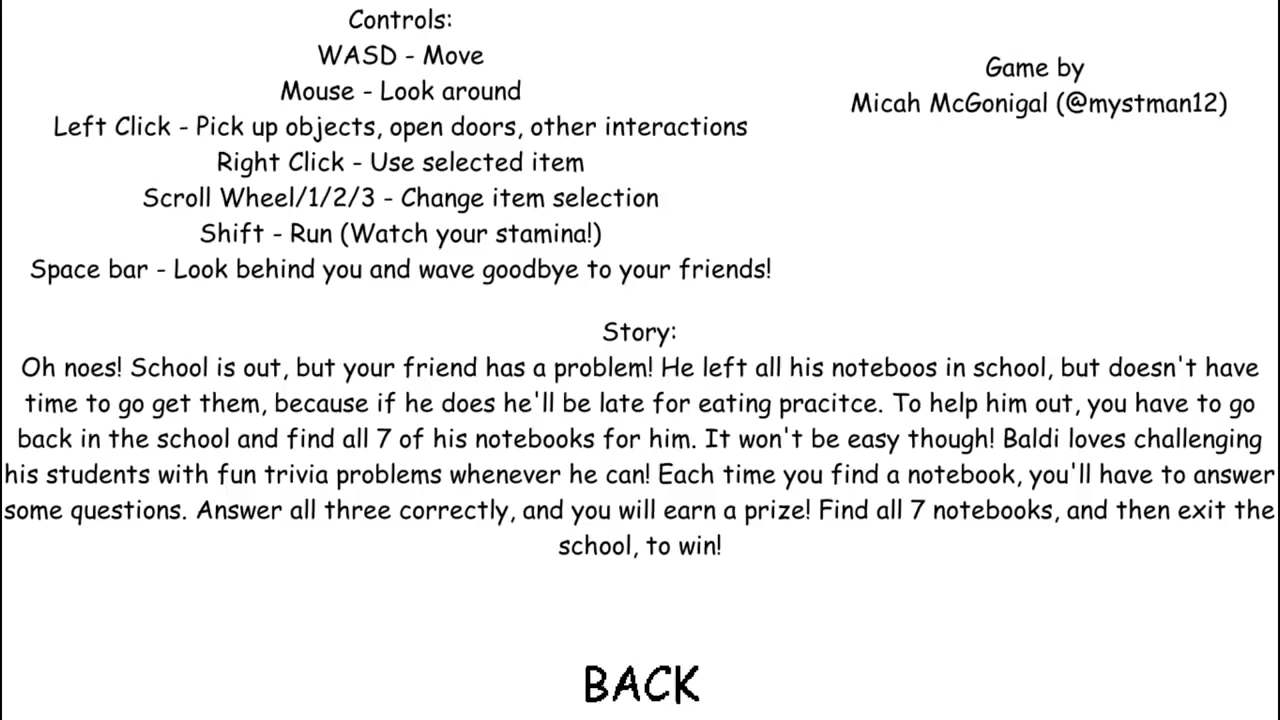 Controls:
WASD - Move
Mouse - Look around
Left Click - Pick up objects, open doors, other interactions
Right Click - Use selected item
Scroll Wheel/1/2/3 - Change item selection
Shift - Run (Watch your stamina!)
Space bar - Look behind you and wave goodbye to your friends!
Game by
Micah McGonigal (@mystman12)
Story:
Oh noes! School is out, but your friend has a problem! He left all his noteboos in school, but doesn't have
time to go get them, because if he does he'll be late for eating pracitce. To help him out, you have to go
back in the school and find all 7 of his notebooks for him. It won't be easy though! Baldi loves challenging
his students with fun trivia problems whenever he can! Each time you find a notebook, you'll have to answer
some questions. Answer all three correctly, and you will earn a prize! Find all 7 notebooks, and then exit the
school, to win!
BACK